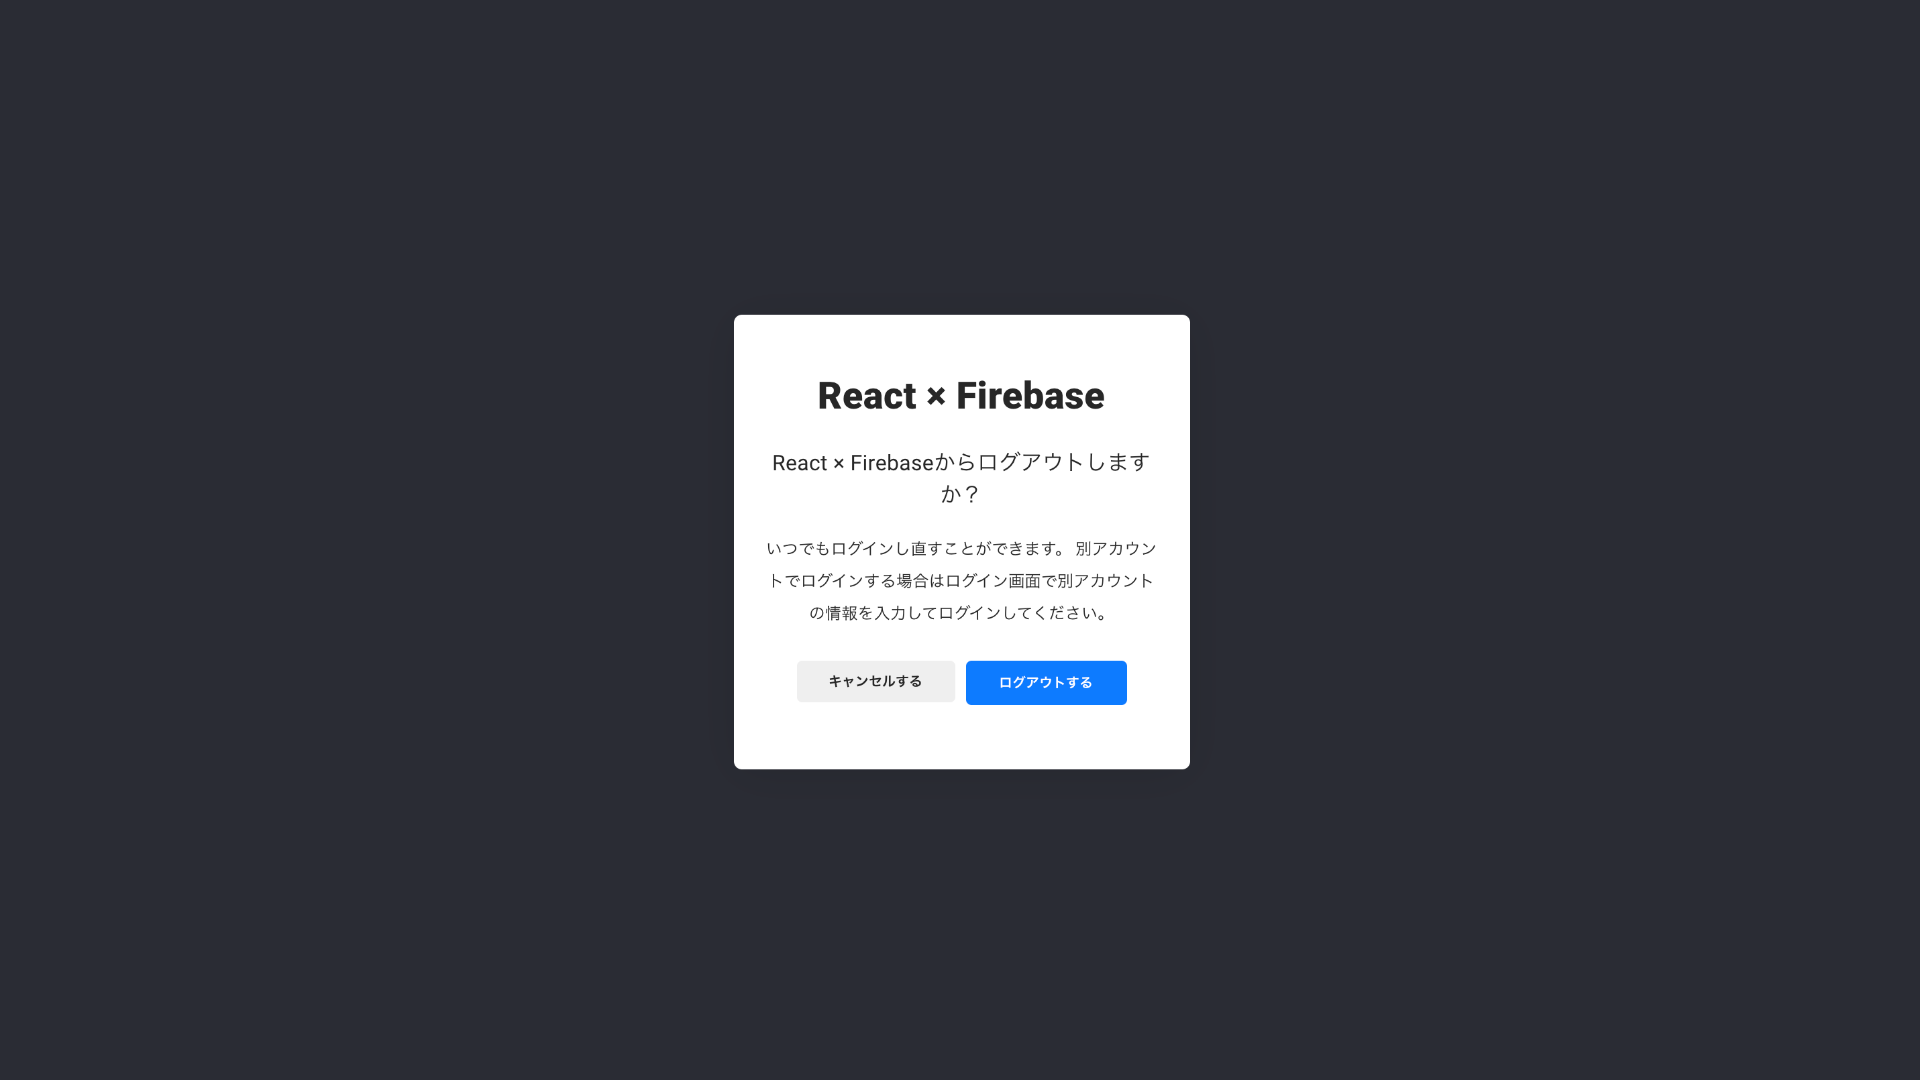 React × Firebase
React × Firebaseからログアウトします
か？
いつでもログインし直すことができます。 別アカウン
トでログインする場合はログイン画面で別アカウント
の情報を入力してログインしてください。
キャンセルする
ログアウトする